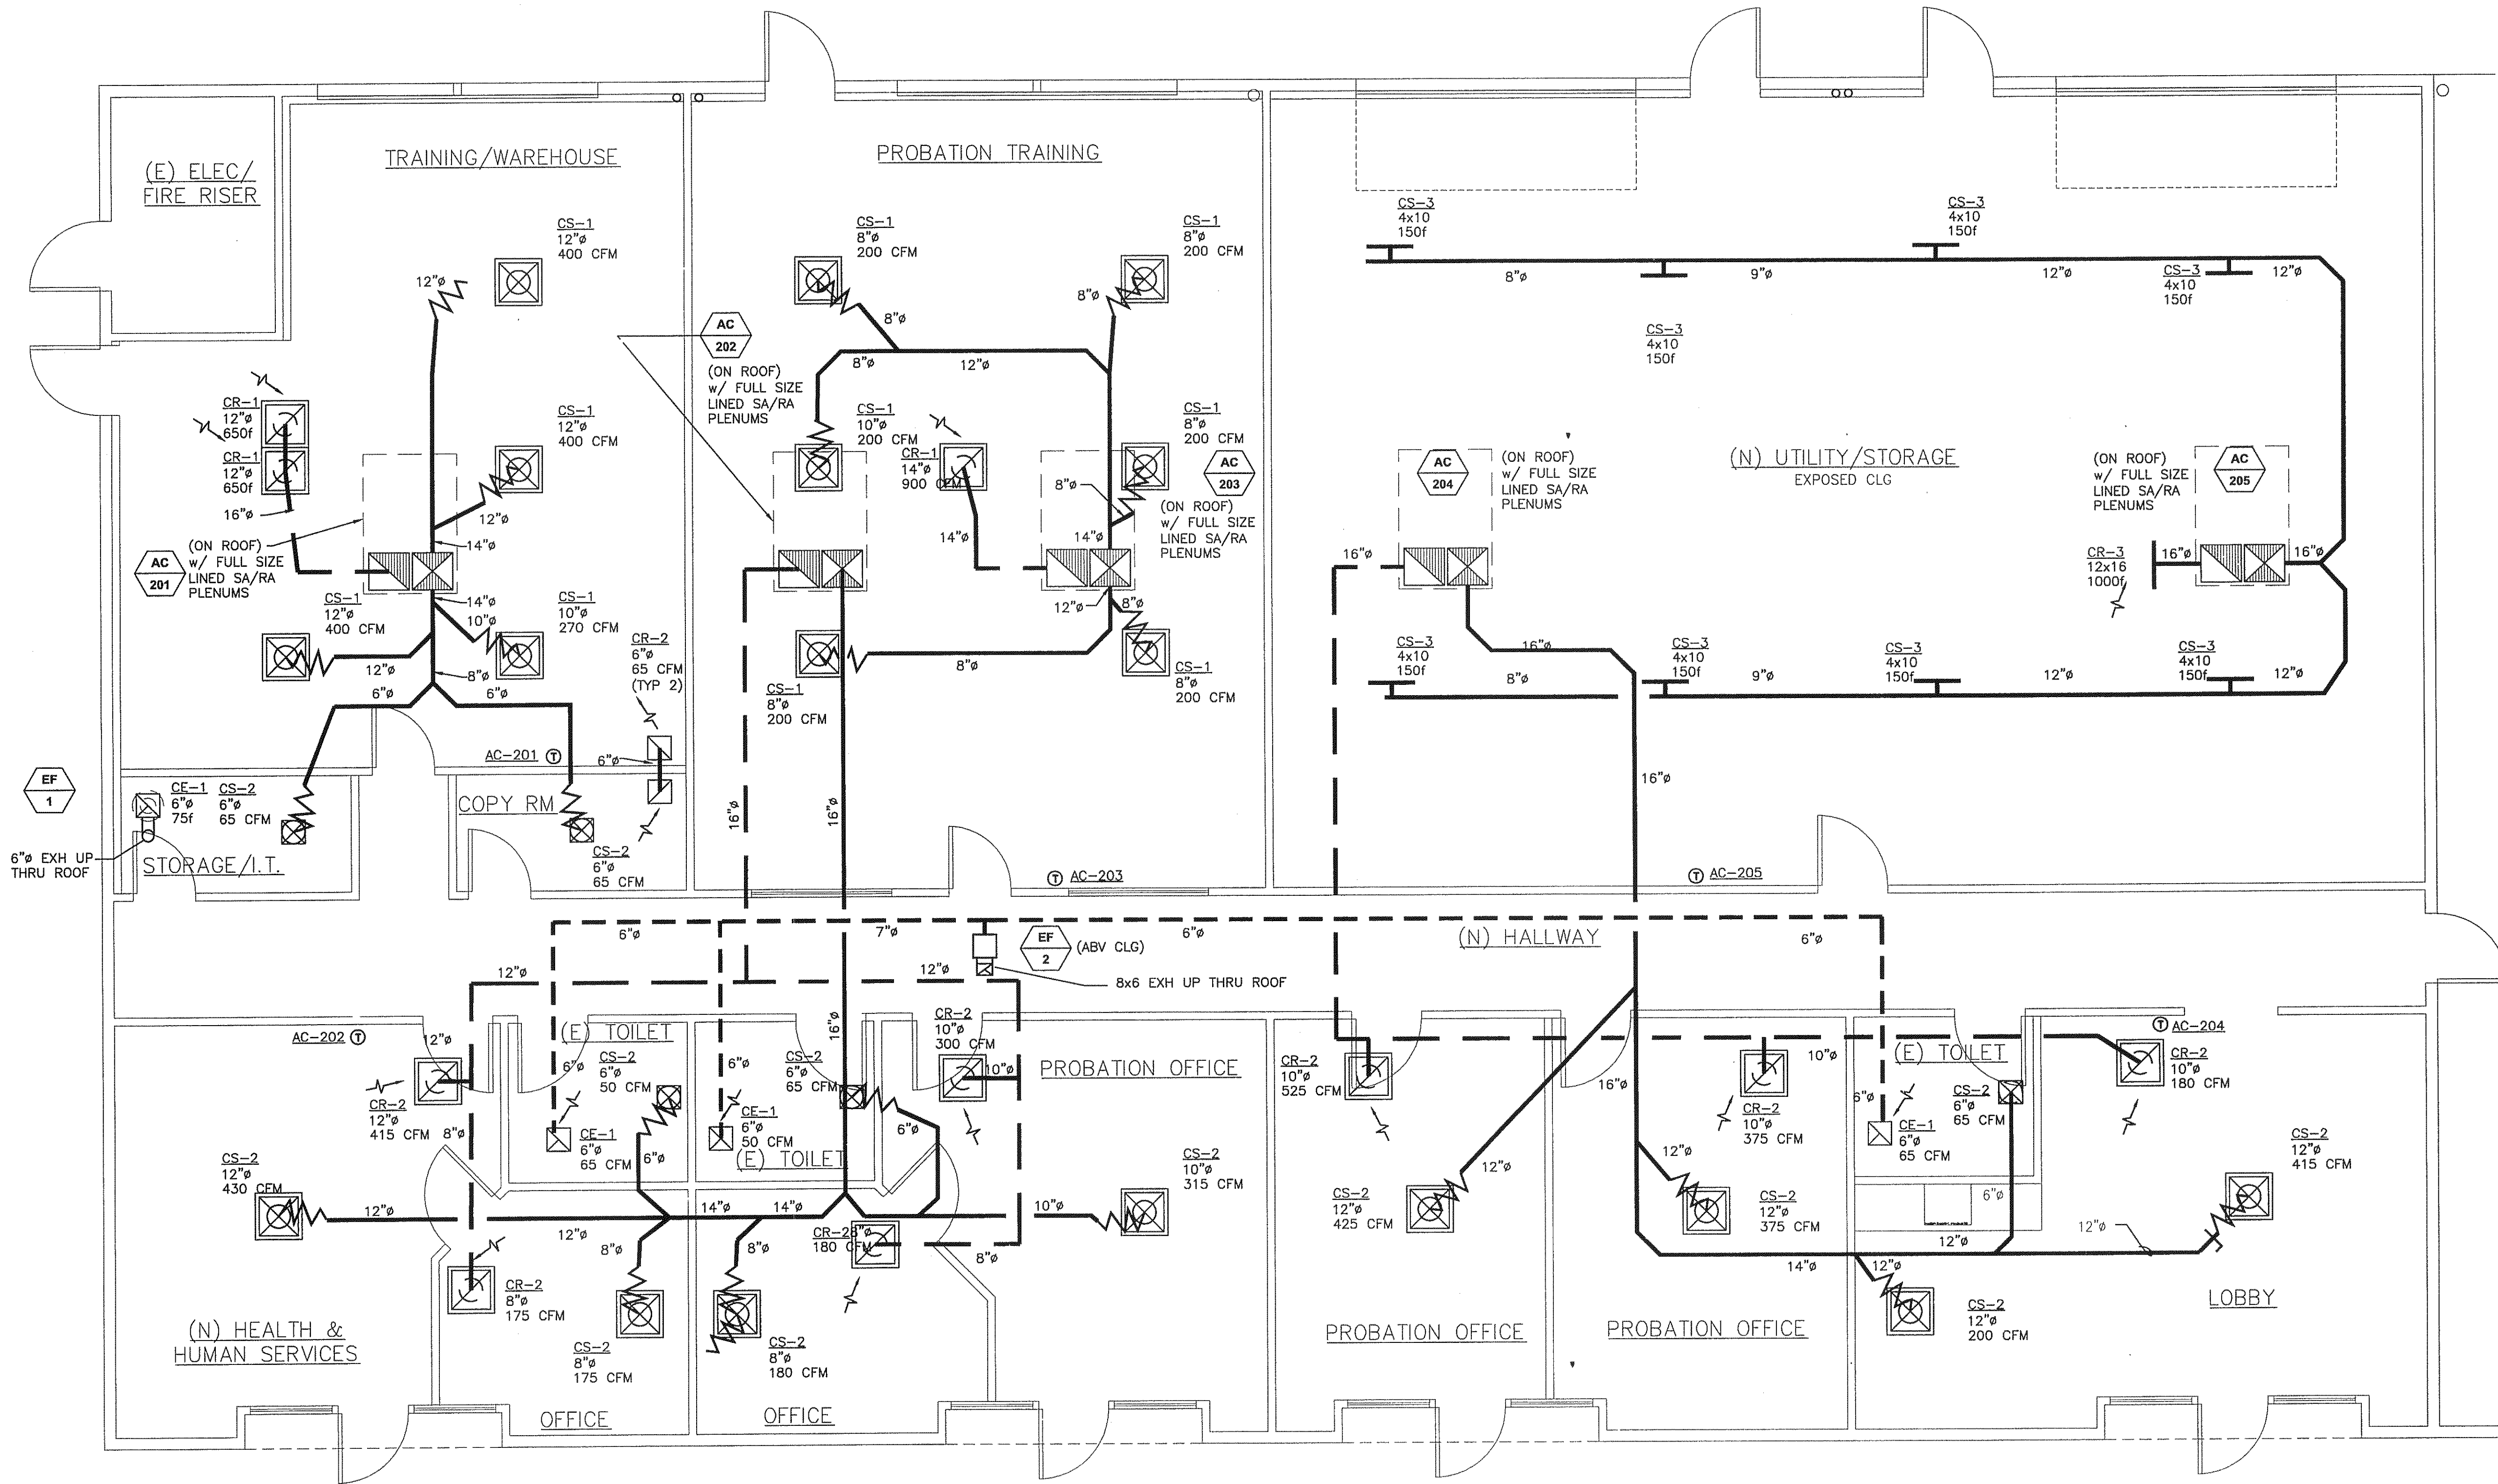 (E) ELEC/
FIRE RISER
TRAINING/WAREHOUSE
PROBATION TRAINING
CS-1
12"ø
400 CFM
CS-1
8"ø
200 CFM
CS-1
8"ø
200 CFM
CS-3
4x10
150f
CS-3
4x10
150f
12"ø
8"ø
8"ø
8"ø
9"ø
12"ø
CS-3
4x10
150f
12"ø
AC
202
(ON ROOF)
w/ FULL SIZE
LINED SA/RA
PLENUMS
8"ø
12"ø
CS-3
4x10
150f
CR-1
12"ø
650f
CR-1
12"ø
650f
16"ø
CS-1
12"ø
400 CFM
12"ø
14"ø
CS-1
10"ø
200 CFM
CR-1
14"ø
900 CFM
14"ø
CS-1
8"ø
200 CFM
AC
203
8"ø
14"ø
(ON ROOF)
w/ FULL SIZE
LINED SA/RA
PLENUMS
AC
204
(ON ROOF)
w/ FULL SIZE
LINED SA/RA
PLENUMS
(N) UTILITY/STORAGE
EXPOSED CLG
(ON ROOF)
w/ FULL SIZE
LINED SA/RA
PLENUMS
AC
205
AC
201
(ON ROOF)
w/ FULL SIZE
LINED SA/RA
PLENUMS
16"ø
CR-3
12x16
1000f
16"ø
16"ø
CS-1
12"ø
400 CFM
14"ø
10"ø
CS-1
10"ø
270 CFM
12"ø
8"ø
12"ø
8"ø
6"ø
6"ø
CR-2
6"ø
65 CFM
(TYP 2)
CS-1
8"ø
200 CFM
8"ø
CS-1
8"ø
200 CFM
CS-3
4x10
150f
8"ø
16"ø
CS-3
4x10
150f
9"ø
CS-3
4x10
150f
12"ø
CS-3
4x10
150f
12"ø
AC-201
T
6"ø
EF
1
CE-1
6"ø
75f
CS-2
6"ø
65 CFM
COPY RM
16"ø
16"ø
16"ø
6"ø EXH UP
THRU ROOF
STORAGE/I.T.
CS-2
6"ø
65 CFM
T
AC-203
T
AC-205
6"ø
7"ø
EF
2
(ABV CLG)
6"ø
(N) HALLWAY
6"ø
12"ø
12"ø
8x6 EXH UP THRU ROOF
AC-202
T
12"ø
(E) TOILET
6"ø
CS-2
6"ø
50 CFM
6"ø
CS-2
6"ø
65 CFM
16"ø
CR-2
10"ø
300 CFM
10"ø
PROBATION OFFICE
CR-2
10"ø
525 CFM
16"ø
10"ø
(E) TOILET
T
AC-204
CR-2
10"ø
180 CFM
CR-2
12"ø
415 CFM
8"ø
CE-1
6"ø
65 CFM
6"ø
CE-1
6"ø
50 CFM
(E) TOILET
6"ø
CR-2
10"ø
375 CFM
6"ø
CE-1
6"ø
65 CFM
CS-2
6"ø
65 CFM
CS-2
12"ø
430 CFM
12"ø
12"ø
14"ø
14"ø
CS-2
10"ø
315 CFM
10"ø
12"ø
CS-2
12"ø
425 CFM
12"ø
CS-2
12"ø
375 CFM
6"ø
CS-2
12"ø
415 CFM
12"ø
12"ø
8"ø
8"ø
CR-28"ø
180 CFM
8"ø
14"ø
12"ø
CR-2
8"ø
175 CFM
CS-2
8"ø
175 CFM
CS-2
8"ø
180 CFM
CS-2
12"ø
200 CFM
LOBBY
(N) HEALTH &
HUMAN SERVICES
PROBATION OFFICE
PROBATION OFFICE
OFFICE
OFFICE